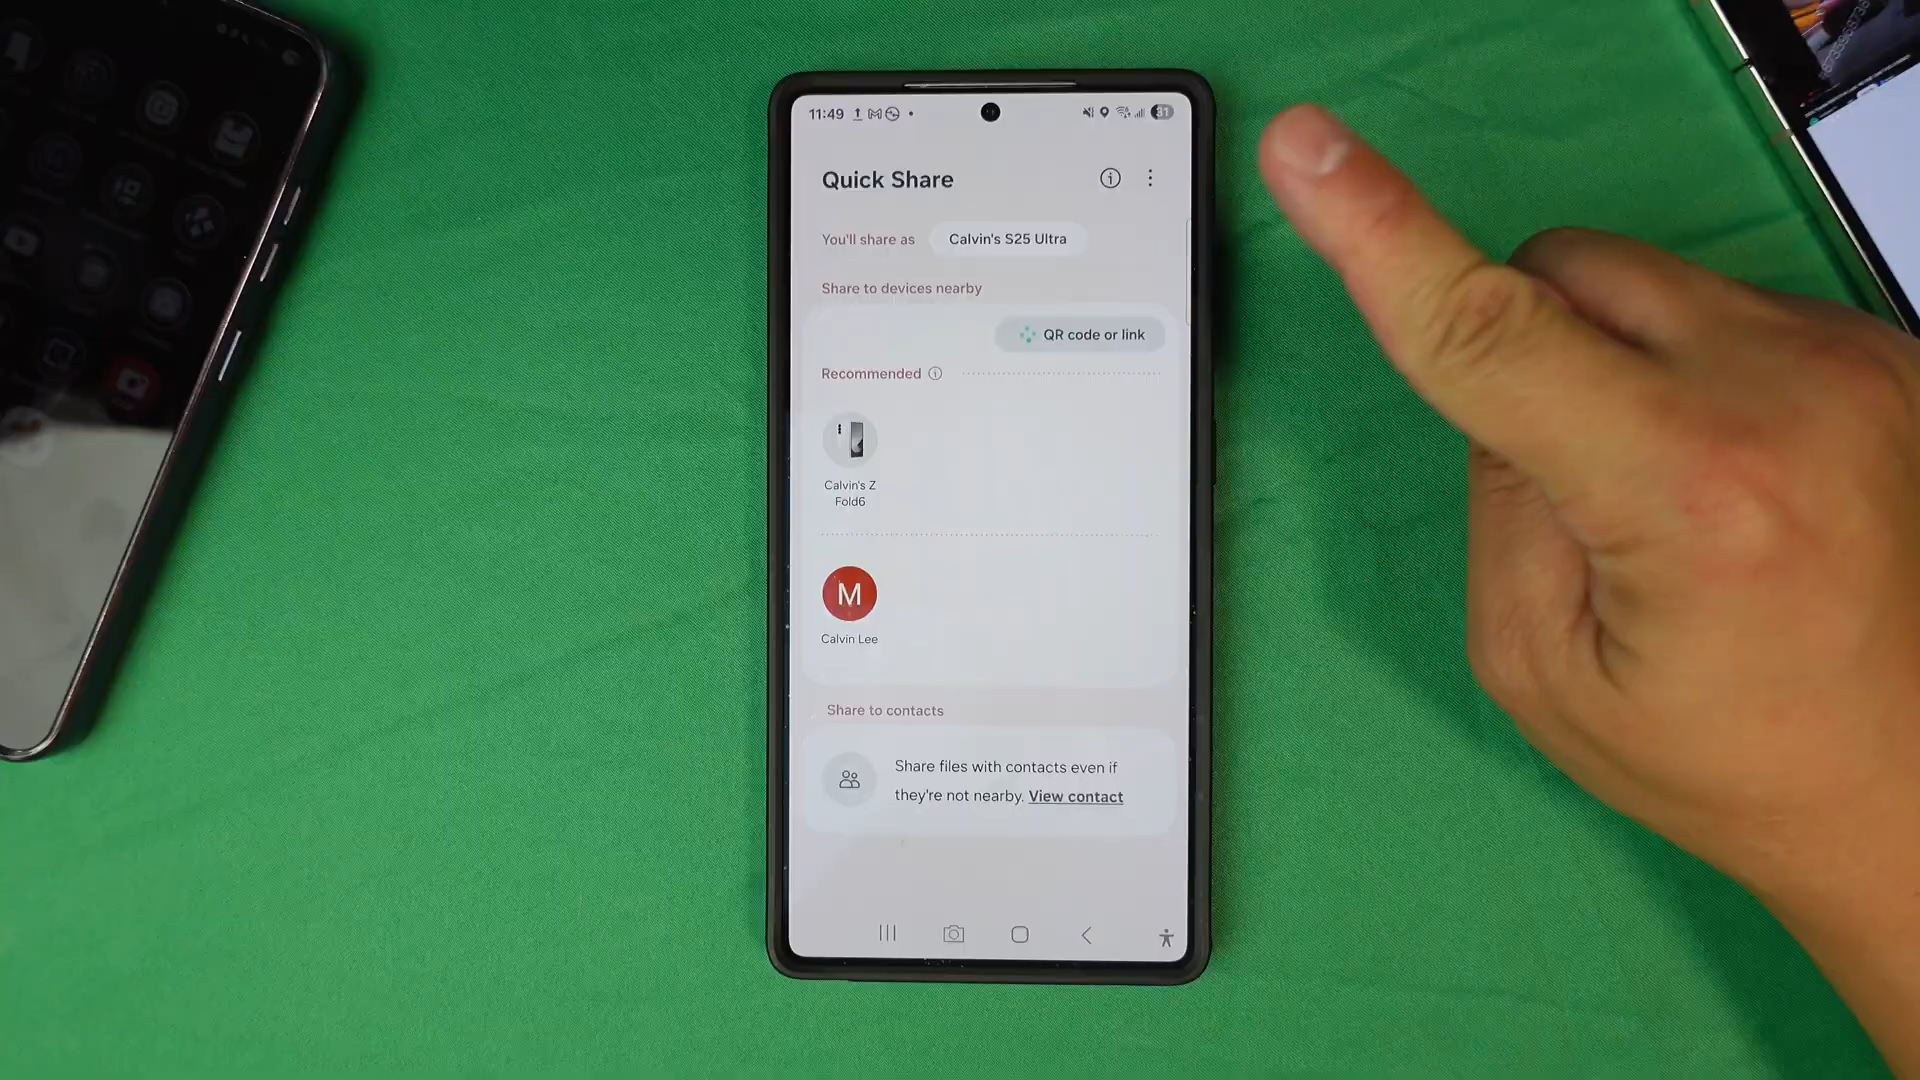 11:49
31
Quick Share
You'll share as
Calvin's S25 Ultra
Share to devices nearby
QR code or link
Recommended
Calvin's Z
Fold6
M
Calvin Lee
Share to contacts
Share files with contacts even if
they're not nearby. View contact